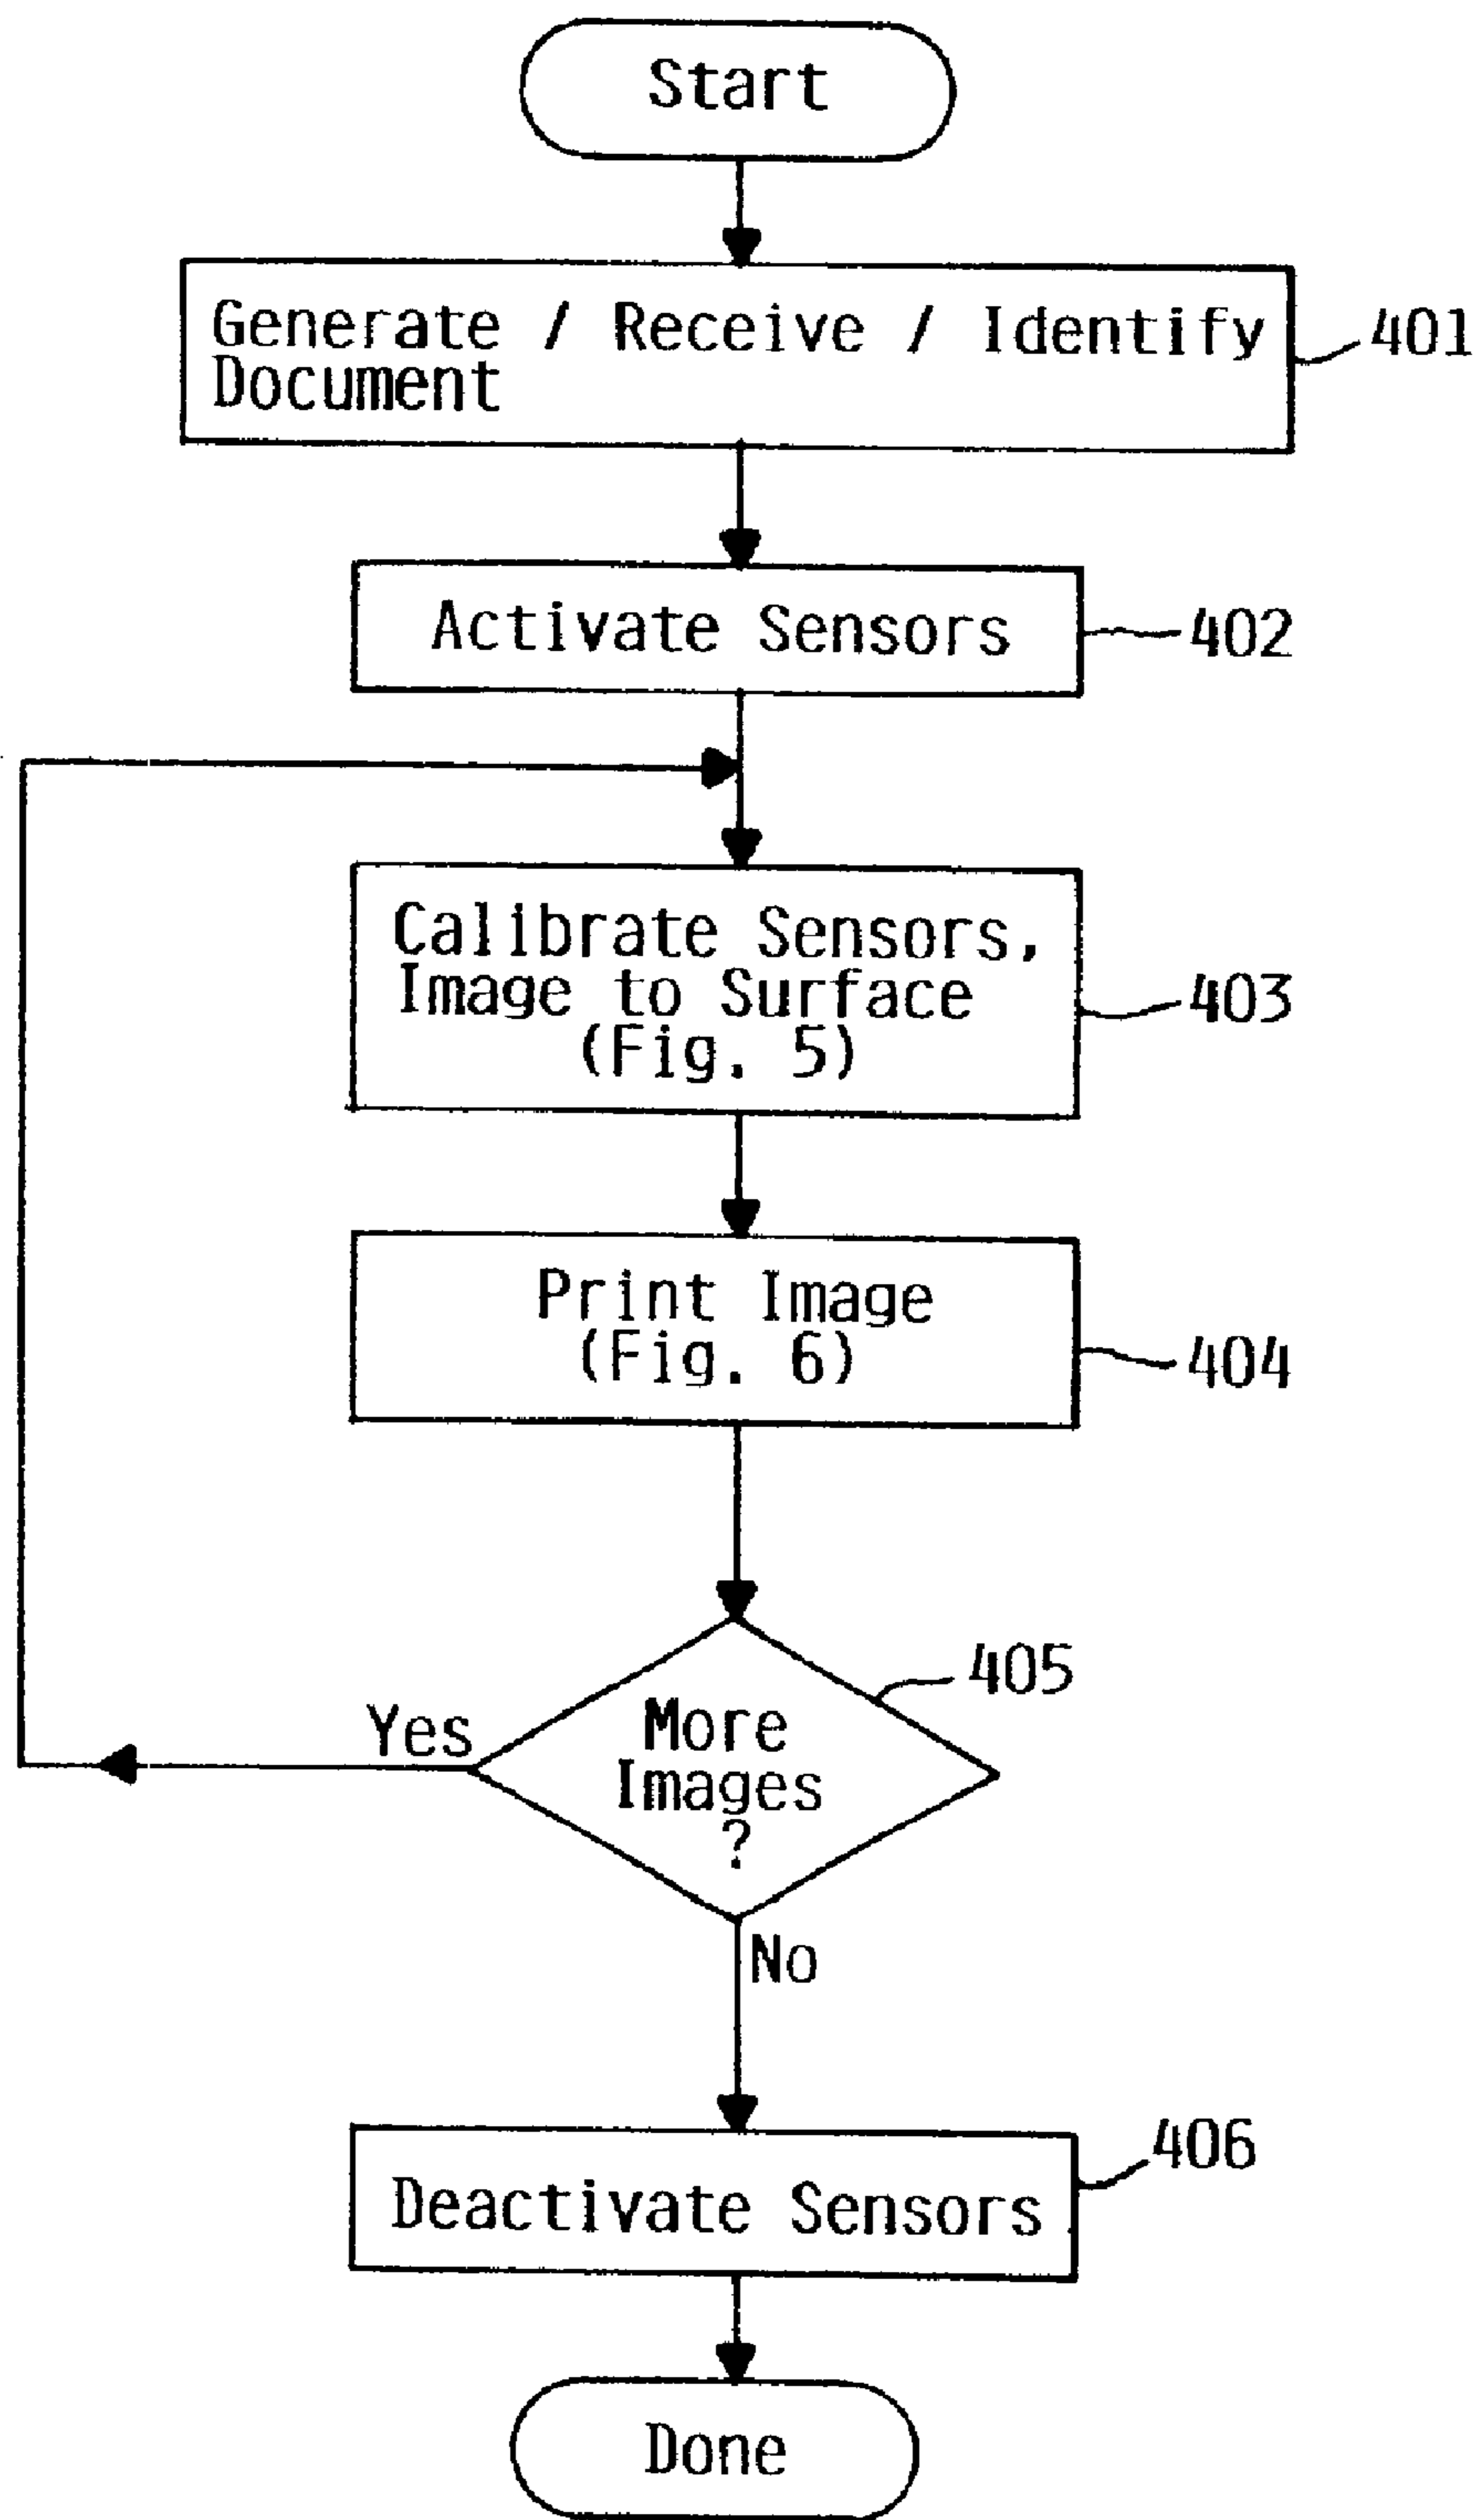 Start
Generate / Receive / Identify
Document
401
Activate Sensors
402
Calibrate Sensors,
Image to Surface
(Fig. 5)
403
Print Image
(Fig. 6)
404
405
More
Images
?
Yes
No
406
Deactivate Sensors
Done